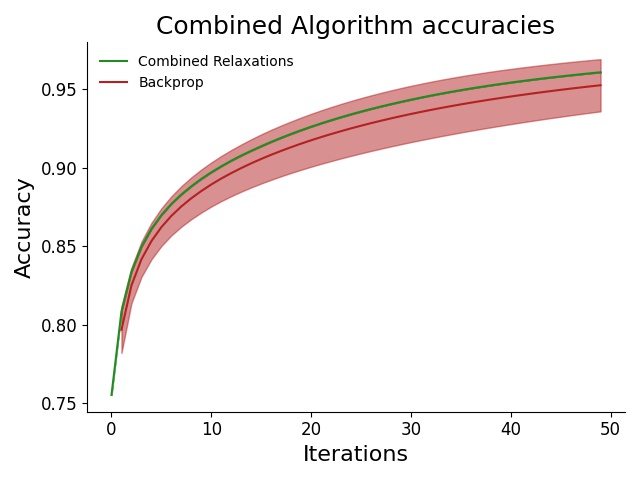 Combined Algorithm accuracies
Combined Relaxations
Backprop
Accuracy
0.95
0.90
0.85
0.80
0.75
0 10 20 30 40 50
Iterations